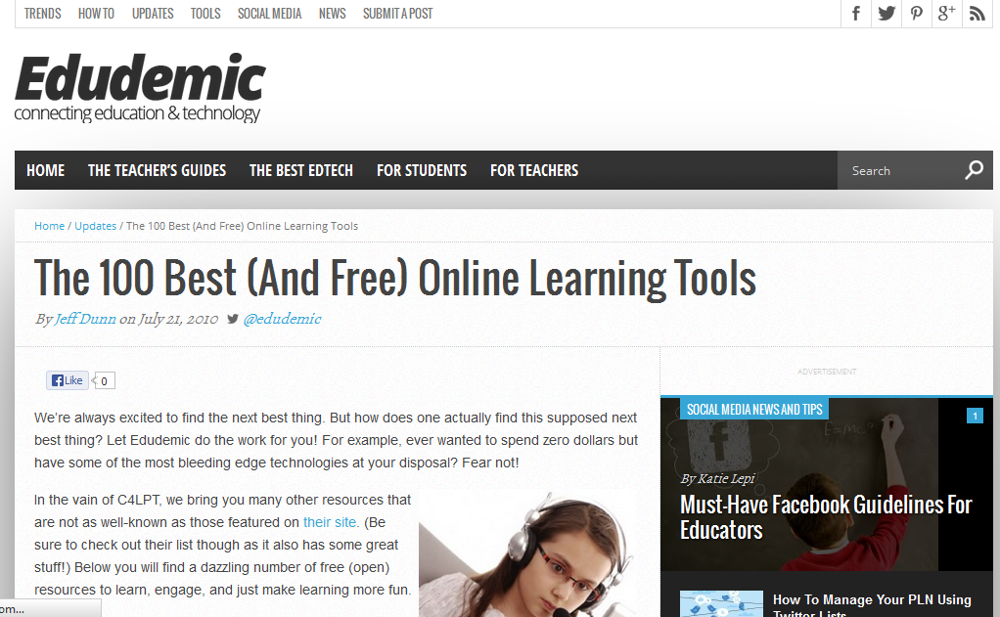 TRENDS HOW TO UPDATES TOOLS SOCIAL MEDIA NEWS SUBMIT A POST
Edudemic
connecting education & technology
HOME THE TEACHER'S GUIDES THE BEST EDTECH FOR STUDENTS FOR TEACHERS Search
Home / Updates / The 100 Best (And Free) Online Learning Tools
The 100 Best (And Free) Online Learning Tools
By Jeff Dunn on July 21, 2010 @edudemic
Like 0
We're always excited to find the next best thing. But how does one actually find this supposed next
best thing? Let Edudemic do the work for you! For example, ever wanted to spend zero dollars but
have some of the most bleeding edge technologies at your disposal? Fear not!
In the vain of C4LPT, we bring you many other resources that
are not as well-known as those featured on their site. (Be
sure to check out their list though as it also has some great
stuff!) Below you will find a dazzling number of free (open)
resources to learn, engage, and just make learning more fun.
ADVERTISEMENT
SOCIAL MEDIA NEWS AND TIPS
1
By Katie Lepi
Must-Have Facebook Guidelines For
Educators
How To Manage Your PLN Using
Twitter Lists
om...